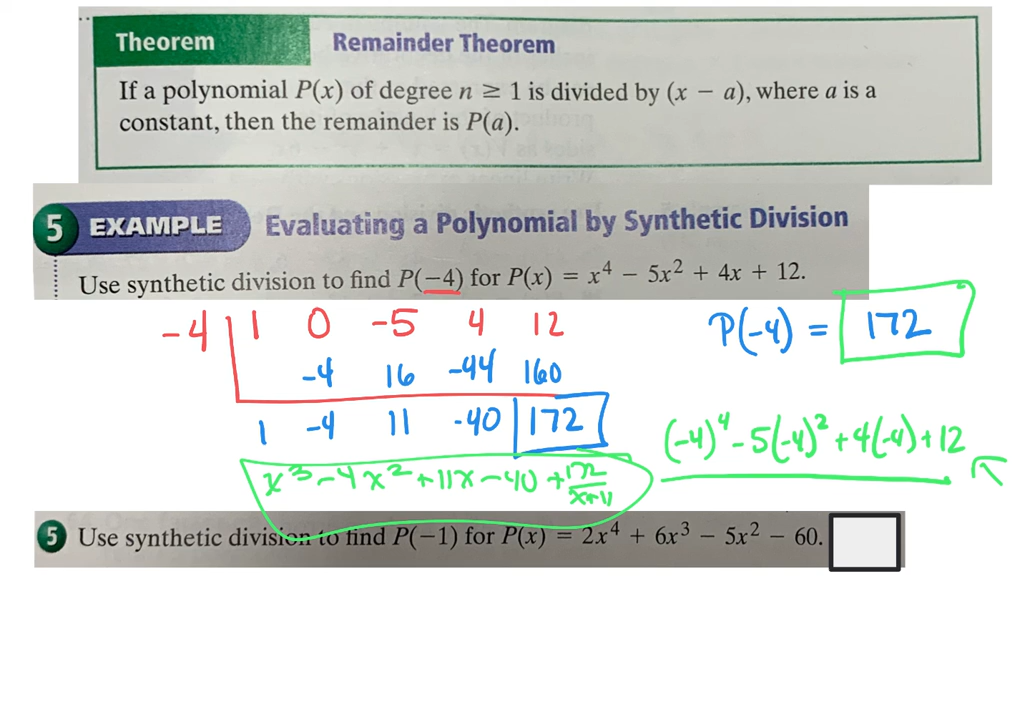 Theorem Remainder Theorem
If a polynomial P(x) of degree n ≥ 1 is divided by (x − a), where a is a
constant, then the remainder is P(a).
5 EXAMPLE Evaluating a Polynomial by Synthetic Division
Use synthetic division to find P(−4) for P(x) = x⁴ − 5x² + 4x + 12.
-4 | 1 0 -5 4 12
P(-4) = 172
-4 16 -44 160
1 -4 11 -40 | 172
(-4)⁴ - 5(-4)² + 4(-4) + 12
x³ - 4x² + 11x - 40 + 172/
5 Use synthetic division to find P(−1) for P(x) = 2x⁴ + 6x³ − 5x² − 60.